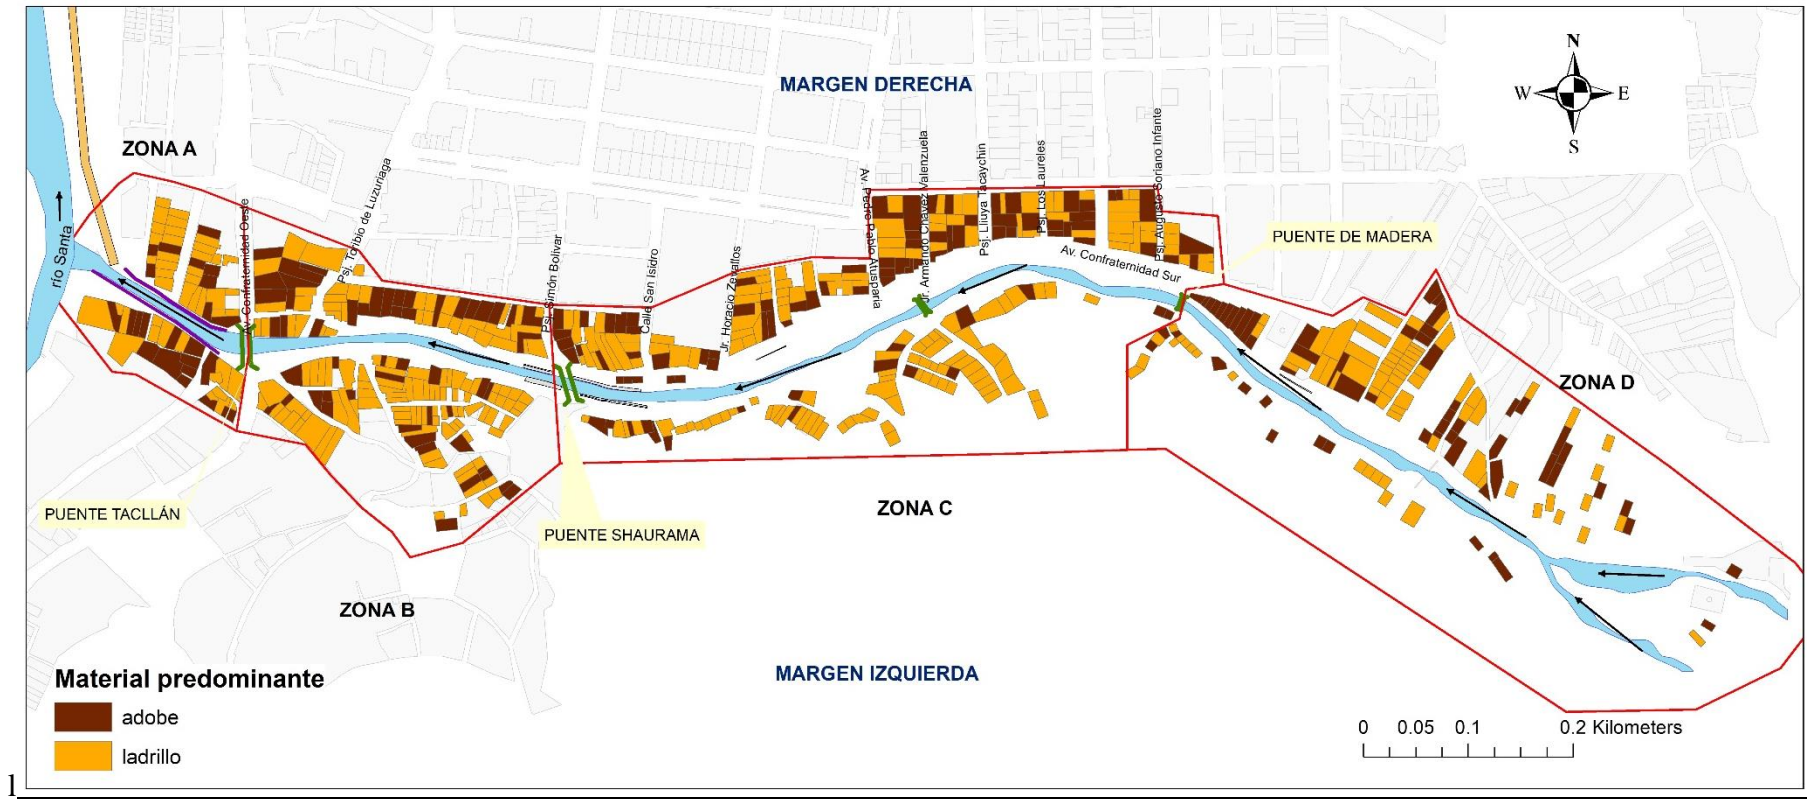 N
W E
S
MARGEN DERECHA
ZONA A
río Santa
Av. Confraternidad Oeste
Psj. Toribio de Luzuriaga
Psj. Simón Bolivar
Calle San Isidro
Jr. Horacio Zevallos
Av. Pedro Pablo Atusparia
Jr. Armando Chávez Valenzuela
Psj. Lliuya Tacaychin
Psj. Los Laureles
Psj. Augusto Soriano Infante
Av. Confraternidad Sur
PUENTE DE MADERA
ZONA D
PUENTE TACLLÁN
PUENTE SHAURAMA
ZONA C
ZONA B
MARGEN IZQUIERDA
Material predominante
adobe
ladrillo
0 0.05 0.1 0.2 Kilometers
l